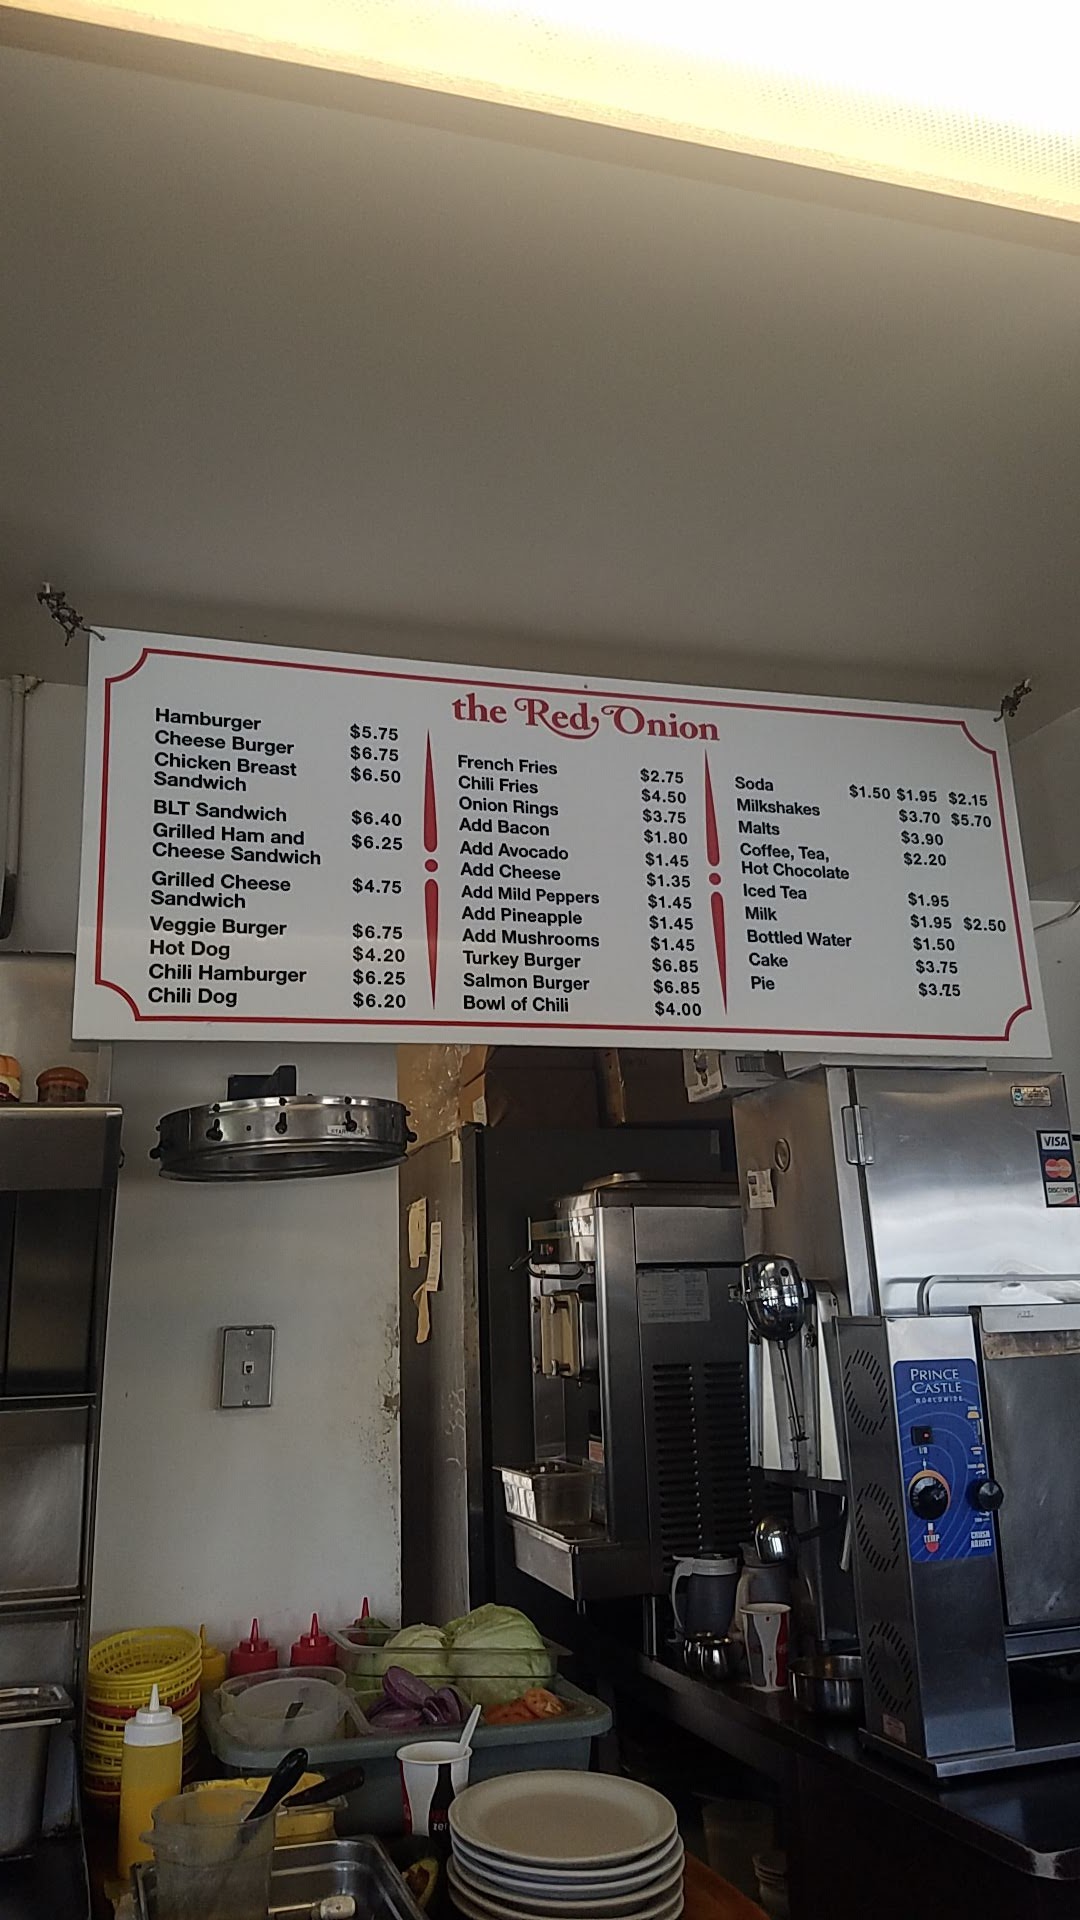 the Red Onion
Hamburger $5.75
Cheese Burger $6.75
Chicken Breast $6.50
Sandwich
BLT Sandwich $6.40
Grilled Ham and $6.25
Cheese Sandwich
Grilled Cheese $4.75
Sandwich
Veggie Burger $6.75
Hot Dog $4.20
Chili Hamburger $6.25
Chili Dog $6.20
French Fries $2.75
Chili Fries $4.50
Onion Rings $3.75
Add Bacon $1.80
Add Avocado $1.45
Add Cheese $1.35
Add Mild Peppers $1.45
Add Pineapple $1.45
Add Mushrooms $1.45
Turkey Burger $6.85
Salmon Burger $6.85
Bowl of Chili $4.00
Soda $1.50 $1.95 $2.15
Milkshakes $3.70 $5.70
Malts $3.90
Coffee, Tea, $2.20
Hot Chocolate
Iced Tea $1.95
Milk $1.95 $2.50
Bottled Water $1.50
Cake $3.75
Pie $3.75
VISA
MasterCard
DISCOVER
PRINCE
CASTLE
WORLDWIDE
TEMP
CRUSH
ADJUST